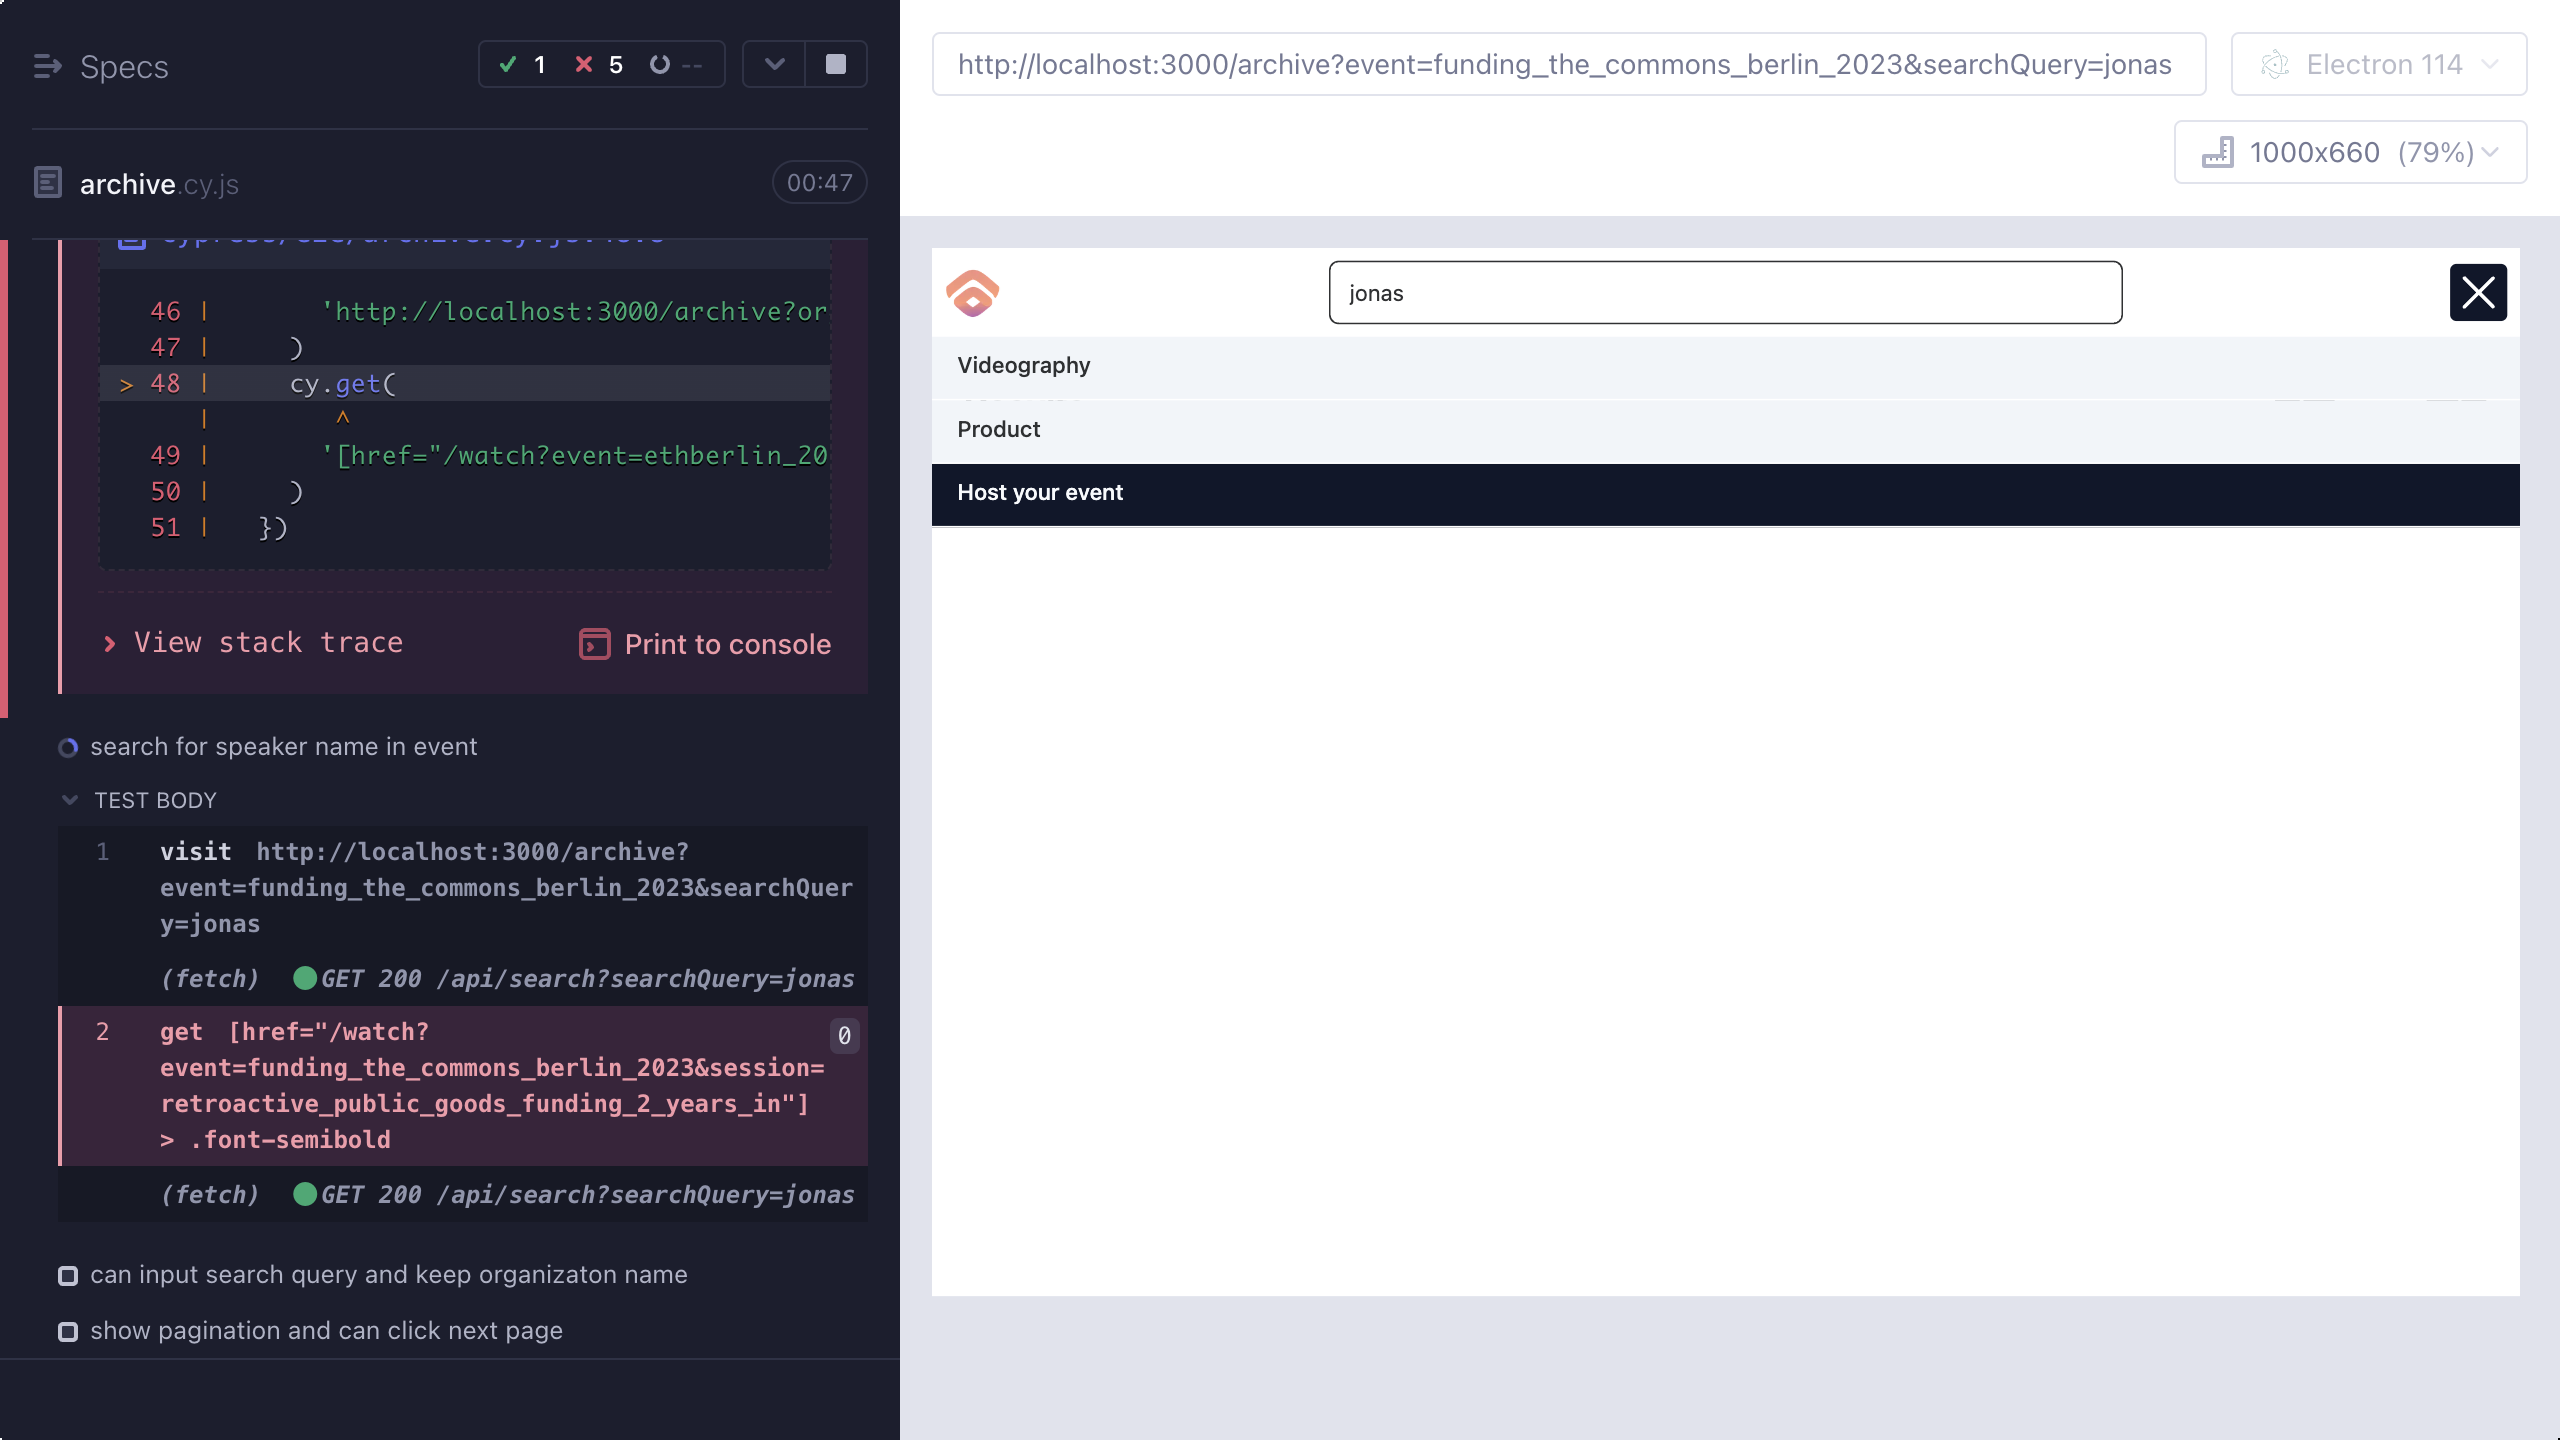 Specs
1 5 --
archive.cy.js
00:47
46 | 'http://localhost:3000/archive?or
47 | )
> 48 | cy.get(
| ^
49 | '[href="/watch?event=ethberlin_20
50 | )
51 | })
View stack trace
Print to console
search for speaker name in event
TEST BODY
1 visit http://localhost:3000/archive?
event=funding_the_commons_berlin_2023&searchQuer
y=jonas
(fetch) GET 200 /api/search?searchQuery=jonas
2 get [href="/watch? 0
event=funding_the_commons_berlin_2023&session=
retroactive_public_goods_funding_2_years_in"]
> .font-semibold
(fetch) GET 200 /api/search?searchQuery=jonas
can input search query and keep organizaton name
show pagination and can click next page
http://localhost:3000/archive?event=funding_the_commons_berlin_2023&searchQuery=jonas
Electron 114
1000x660 (79%)
jonas
Videography
Product
Host your event